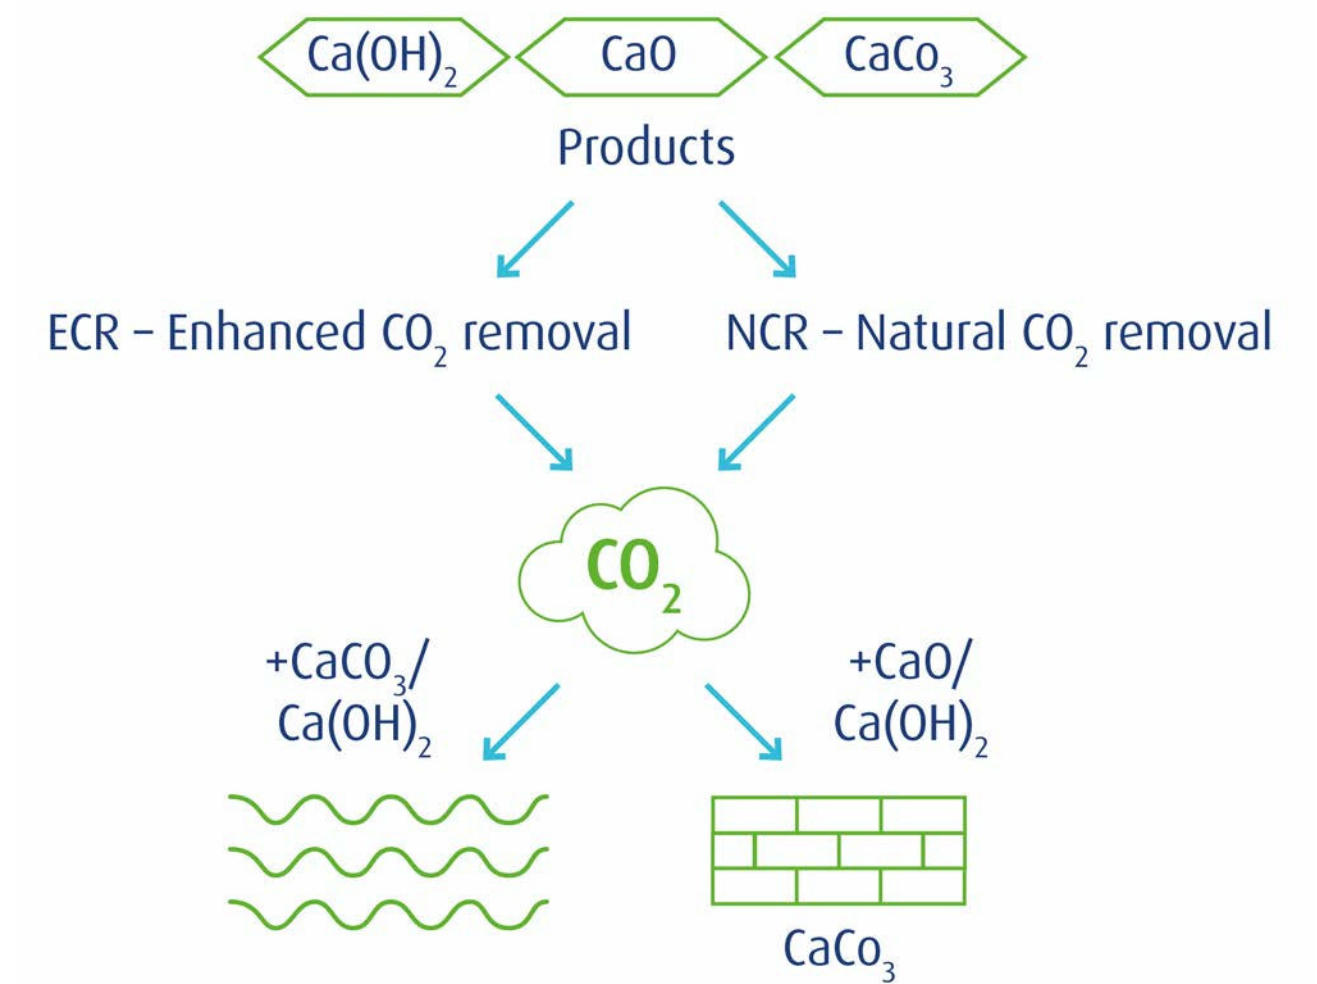 Ca(OH)₂ CaO CaCo₃
Products
ECR – Enhanced CO₂ removal NCR – Natural CO₂ removal
CO₂
+CaCO₃/
Ca(OH)₂
+CaO/
Ca(OH)₂
CaCo₃